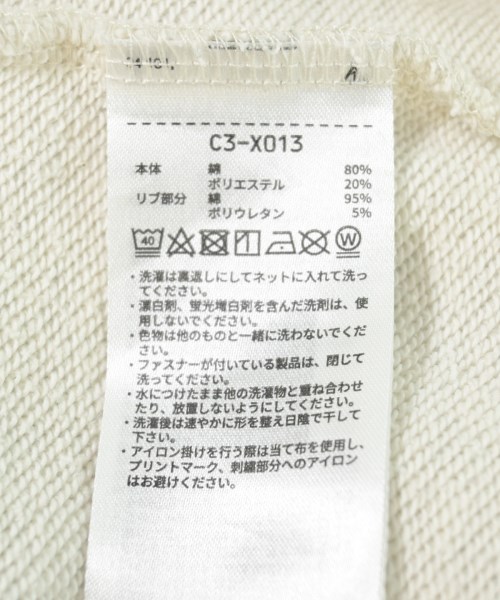 C3-X013
本体 綿 80%
ポリエステル 20%
リブ部分 綿 95%
ポリウレタン 5%
40 W
・洗濯は裏返しにしてネットに入れて洗っ
てください。
・漂白剤、蛍光増白剤を含んだ洗剤は、使
用しないでください。
・色物は他のものと一緒に洗わないでくだ
さい。
・ファスナーが付いている製品は、閉じて
洗ってください。
・水につけたまま他の洗濯物と重ね合わせ
たり、放置しないようにしてください。
・洗濯後は速やかに形を整え日陰で干して
下さい。
・アイロン掛けを行う際は当て布を使用し、
プリントマーク、刺繍部分へのアイロン
はお避けください。